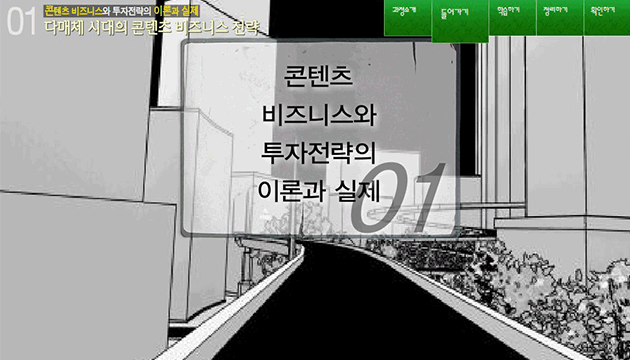 01
콘텐츠 비즈니스와 투자전략의 이론과 실제
다매체 시대의 콘텐츠 비즈니스 전략
과정소개
들어가기
학습하기
정리하기
확인하기
콘텐츠
비즈니스와
투자전략의
이론과 실제
01